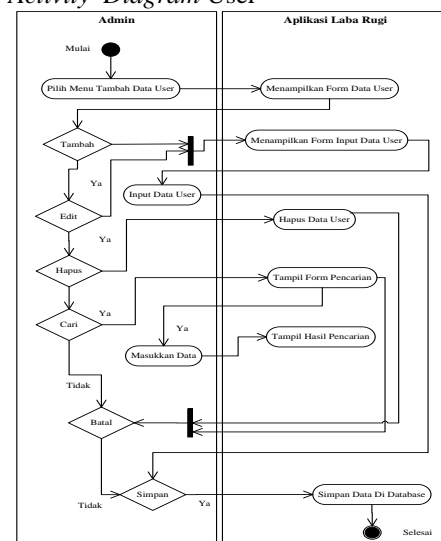 Activity Diagram User
Admin
Aplikasi Laba Rugi
Mulai
Pilih Menu Tambah Data User
Menampilkan Form Data User
Tambah
Menampilkan Form Input Data User
Ya
Input Data User
Edit
Hapus Data User
Ya
Hapus
Tampil Form Pencarian
Ya
Cari
Ya
Tampil Hasil Pencarian
Masukkan Data
Tidak
Batal
Simpan
Simpan Data Di Database
Tidak
Ya
Selesai